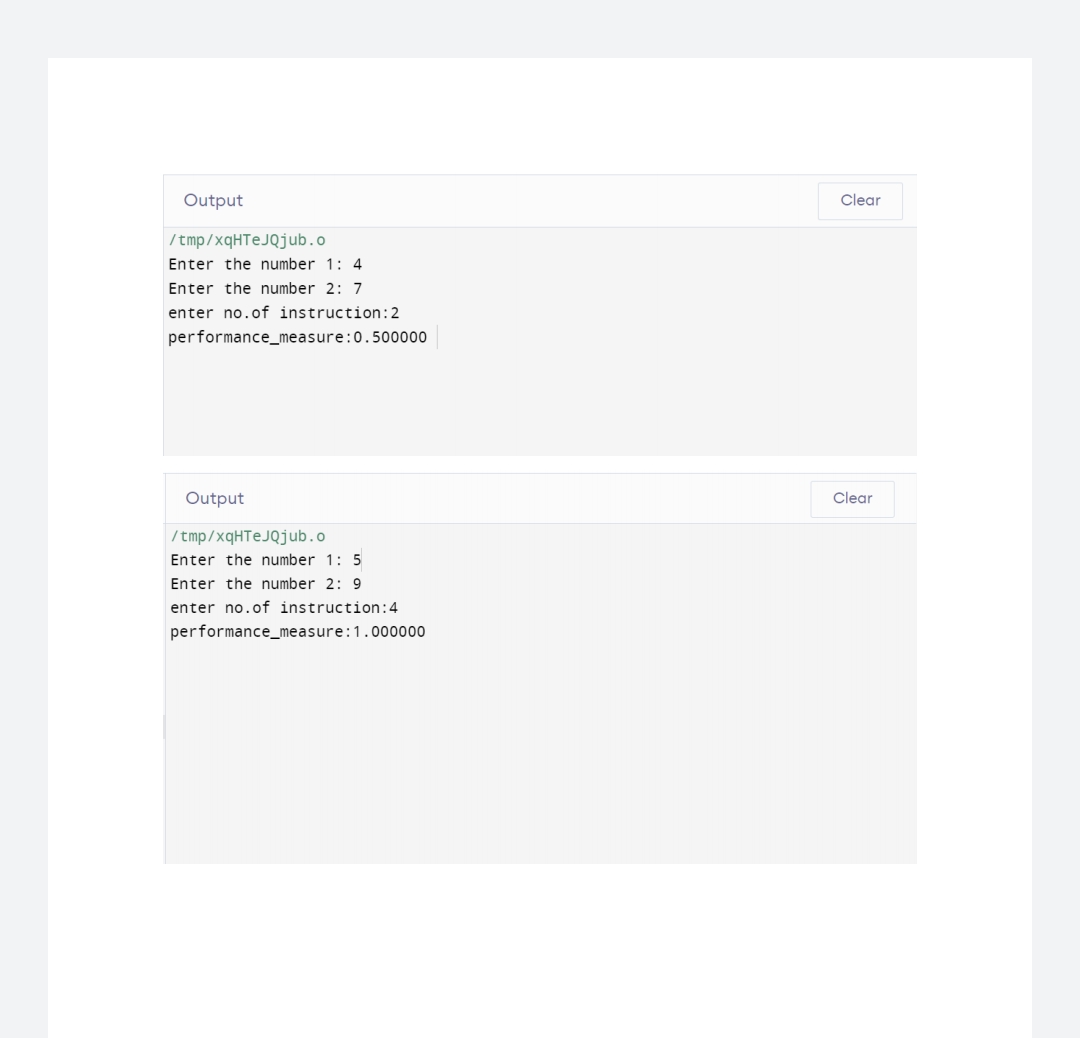 Output
Clear
/tmp/xqHTeJQjub.o
Enter the number 1: 4
Enter the number 2: 7
enter no.of instruction:2
performance_measure:0.500000
Output
Clear
/tmp/xqHTeJQjub.o
Enter the number 1: 5
Enter the number 2: 9
enter no.of instruction:4
performance_measure:1.000000